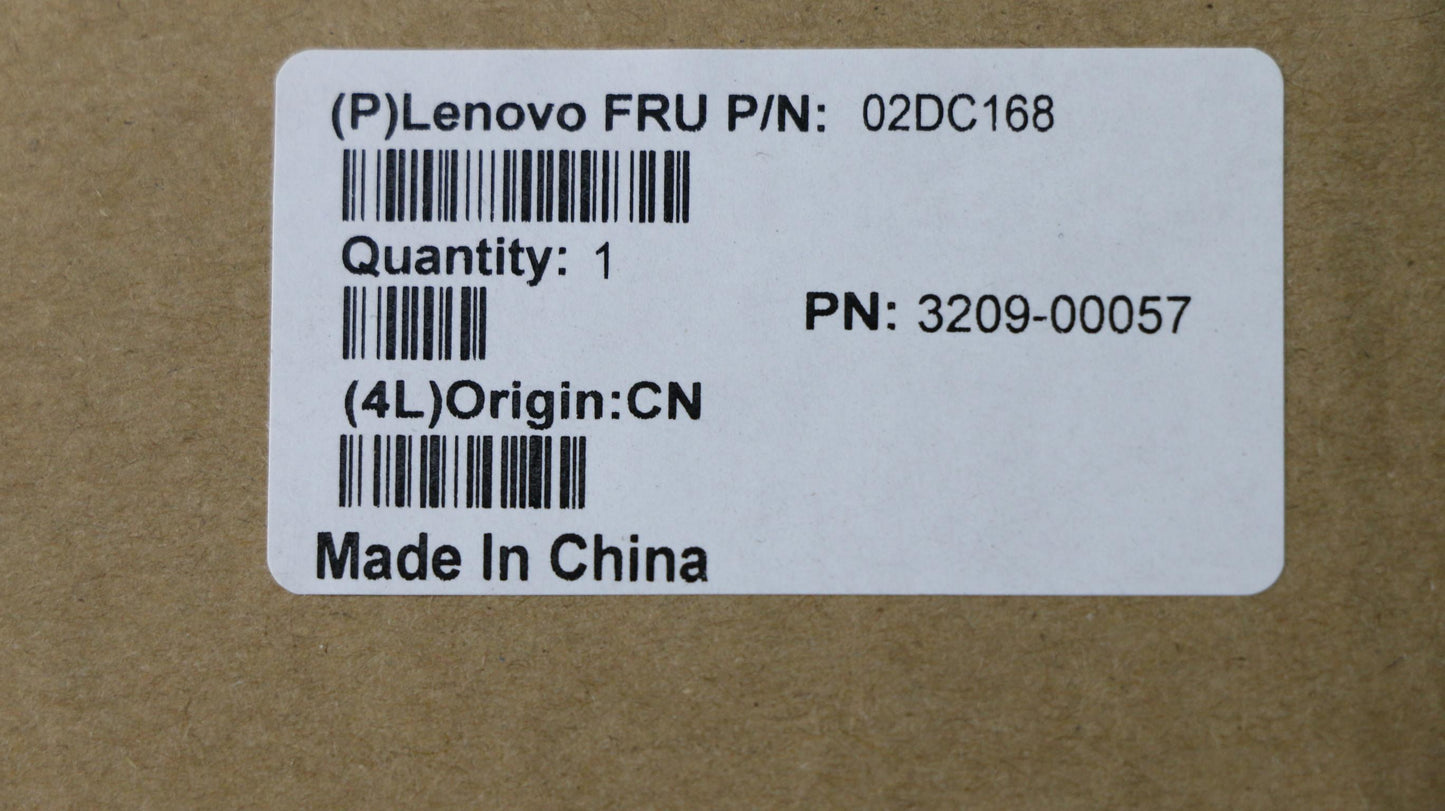 (P)Lenovo FRU P/N: 02DC168
Quantity: 1
PN: 3209-00057
(4L)Origin:CN
Made In China